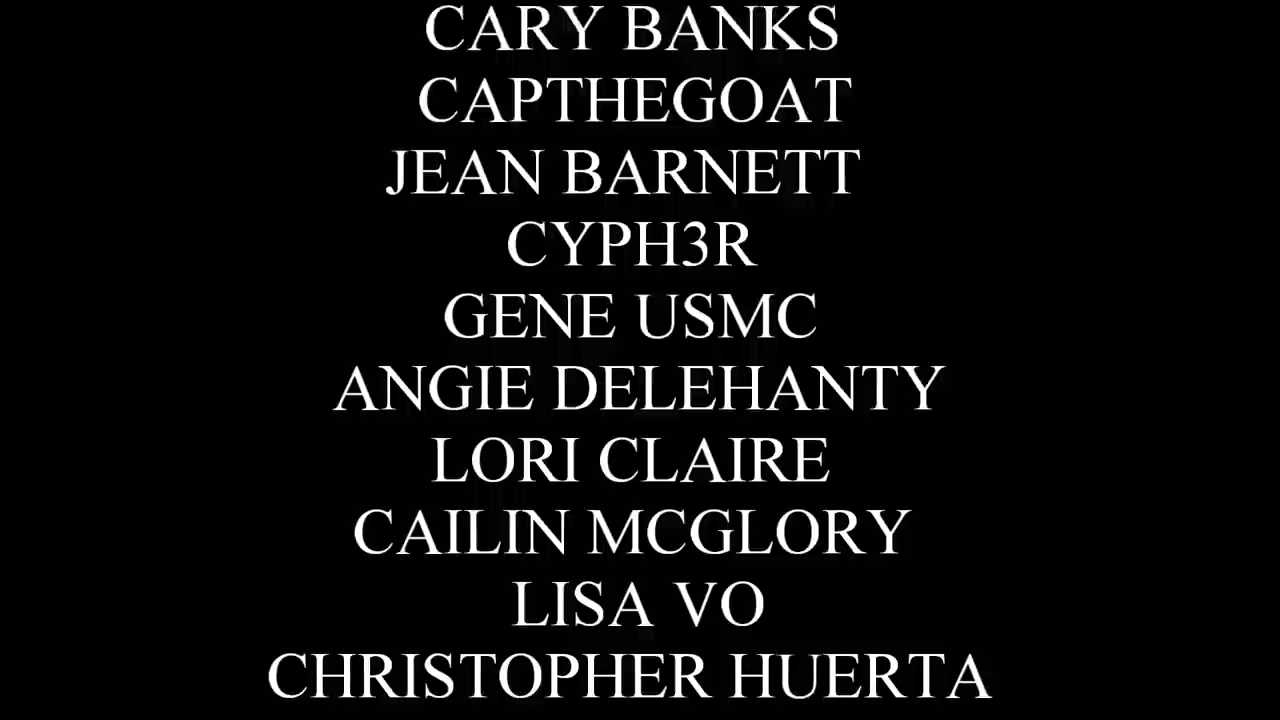 CARY BANKS
CAPTHEGOAT
JEAN BARNETT
CYPH3R
GENE USMC
ANGIE DELEHANTY
LORI CLAIRE
CAILIN MCGLORY
LISA VO
CHRISTOPHER HUERTA